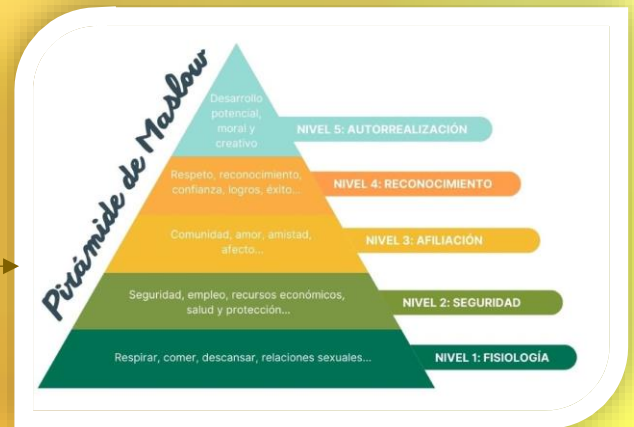 Pirámide de Maslow
Desarrollo
potencial,
moral y
creativo
NIVEL 5: AUTORREALIZACIÓN
Respeto, reconocimiento,
confianza, logros, éxito...
NIVEL 4: RECONOCIMIENTO
Comunidad, amor, amistad,
afecto...
NIVEL 3: AFILIACIÓN
Seguridad, empleo, recursos económicos,
salud y protección...
NIVEL 2: SEGURIDAD
Respirar, comer, descansar, relaciones sexuales...
NIVEL 1: FISIOLOGÍA